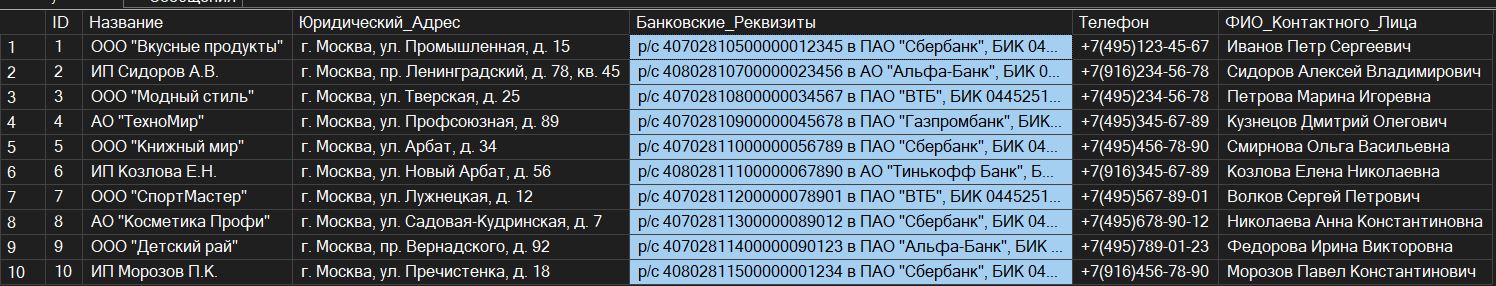 ID Название Юридический_Адрес Банковские_Реквизиты Телефон ФИО_Контактного_Лица
1 1 ООО "Вкусные продукты" г. Москва, ул. Промышленная, д. 15 р/с 40702810500000012345 в ПАО "Сбербанк", БИК 04... +7(495)123-45-67 Иванов Петр Сергеевич
2 2 ИП Сидоров А.В. г. Москва, пр. Ленинградский, д. 78, кв. 45 р/с 40802810700000023456 в АО "Альфа-Банк", БИК 0... +7(916)234-56-78 Сидоров Алексей Владимирович
3 3 ООО "Модный стиль" г. Москва, ул. Тверская, д. 25 р/с 40702810800000034567 в ПАО "ВТБ", БИК 0445251... +7(495)234-56-78 Петрова Марина Игоревна
4 4 АО "ТехноМир" г. Москва, ул. Профсоюзная, д. 89 р/с 40702810900000045678 в ПАО "Газпромбанк", БИК... +7(495)345-67-89 Кузнецов Дмитрий Олегович
5 5 ООО "Книжный мир" г. Москва, ул. Арбат, д. 34 р/с 40702811000000056789 в ПАО "Сбербанк", БИК 04... +7(495)456-78-90 Смирнова Ольга Васильевна
6 6 ИП Козлова Е.Н. г. Москва, ул. Новый Арбат, д. 56 р/с 40802811100000067890 в АО "Тинькофф Банк", Б... +7(916)345-67-89 Козлова Елена Николаевна
7 7 ООО "СпортМастер" г. Москва, ул. Лужнецкая, д. 12 р/с 40702811200000078901 в ПАО "ВТБ", БИК 0445251... +7(495)567-89-01 Волков Сергей Петрович
8 8 АО "Косметика Профи" г. Москва, ул. Садовая-Кудринская, д. 7 р/с 40702811300000089012 в ПАО "Сбербанк", БИК 04... +7(495)678-90-12 Николаева Анна Константиновна
9 9 ООО "Детский рай" г. Москва, пр. Вернадского, д. 92 р/с 40702811400000090123 в ПАО "Альфа-Банк", БИК ... +7(495)789-01-23 Федорова Ирина Викторовна
10 10 ИП Морозов П.К. г. Москва, ул. Пречистенка, д. 18 р/с 40802811500000001234 в ПАО "Сбербанк", БИК 04... +7(916)456-78-90 Морозов Павел Константинович